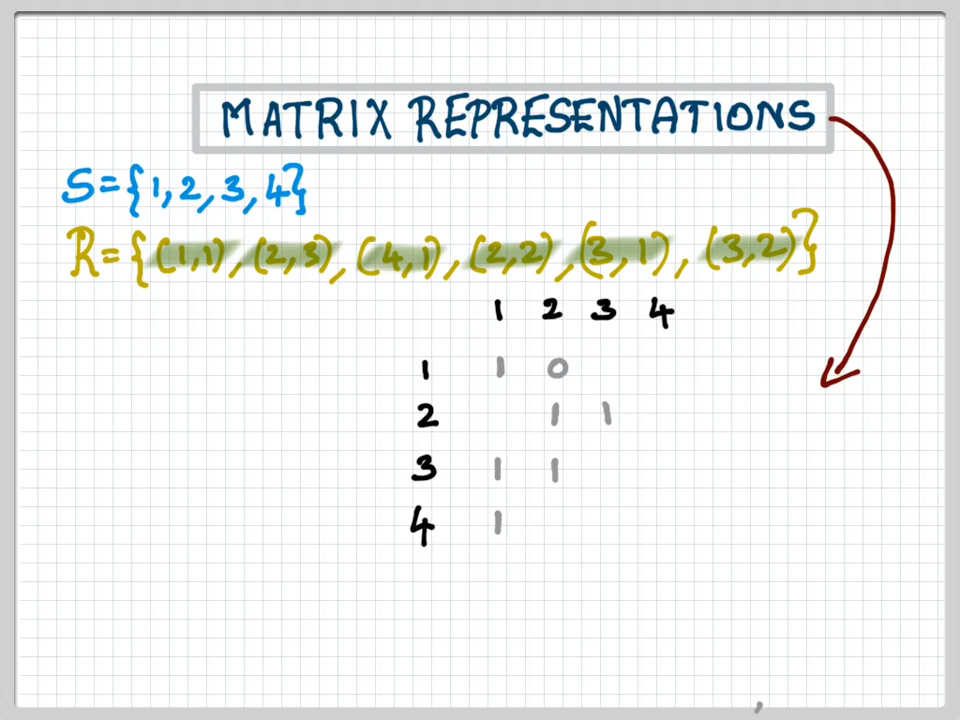 MATRIX REPRESENTATIONS
S={1,2,3,4}
R={(1,1),(2,3),(4,1),(2,2),(3,1),(3,2)}
1 2 3 4
1 1 0
2 1 1
3 1 1
4 1